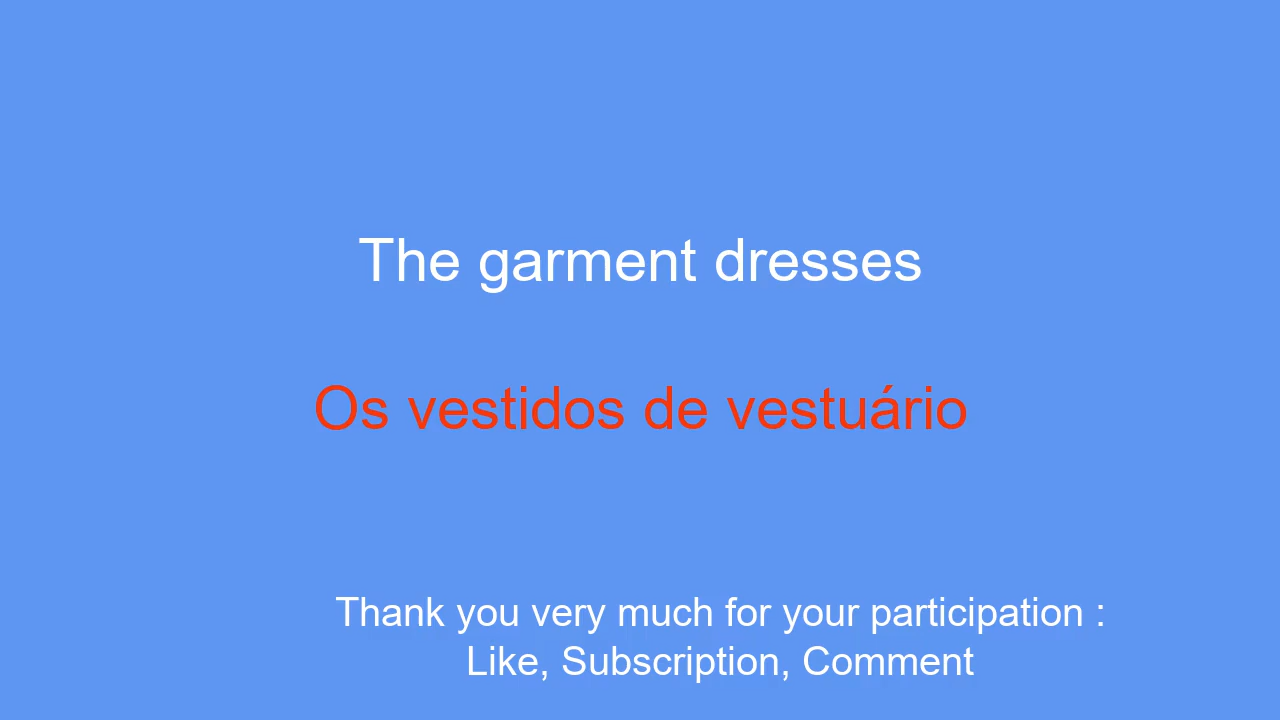 The garment dresses
Os vestidos de vestuário
Thank you very much for your participation :
Like, Subscription, Comment